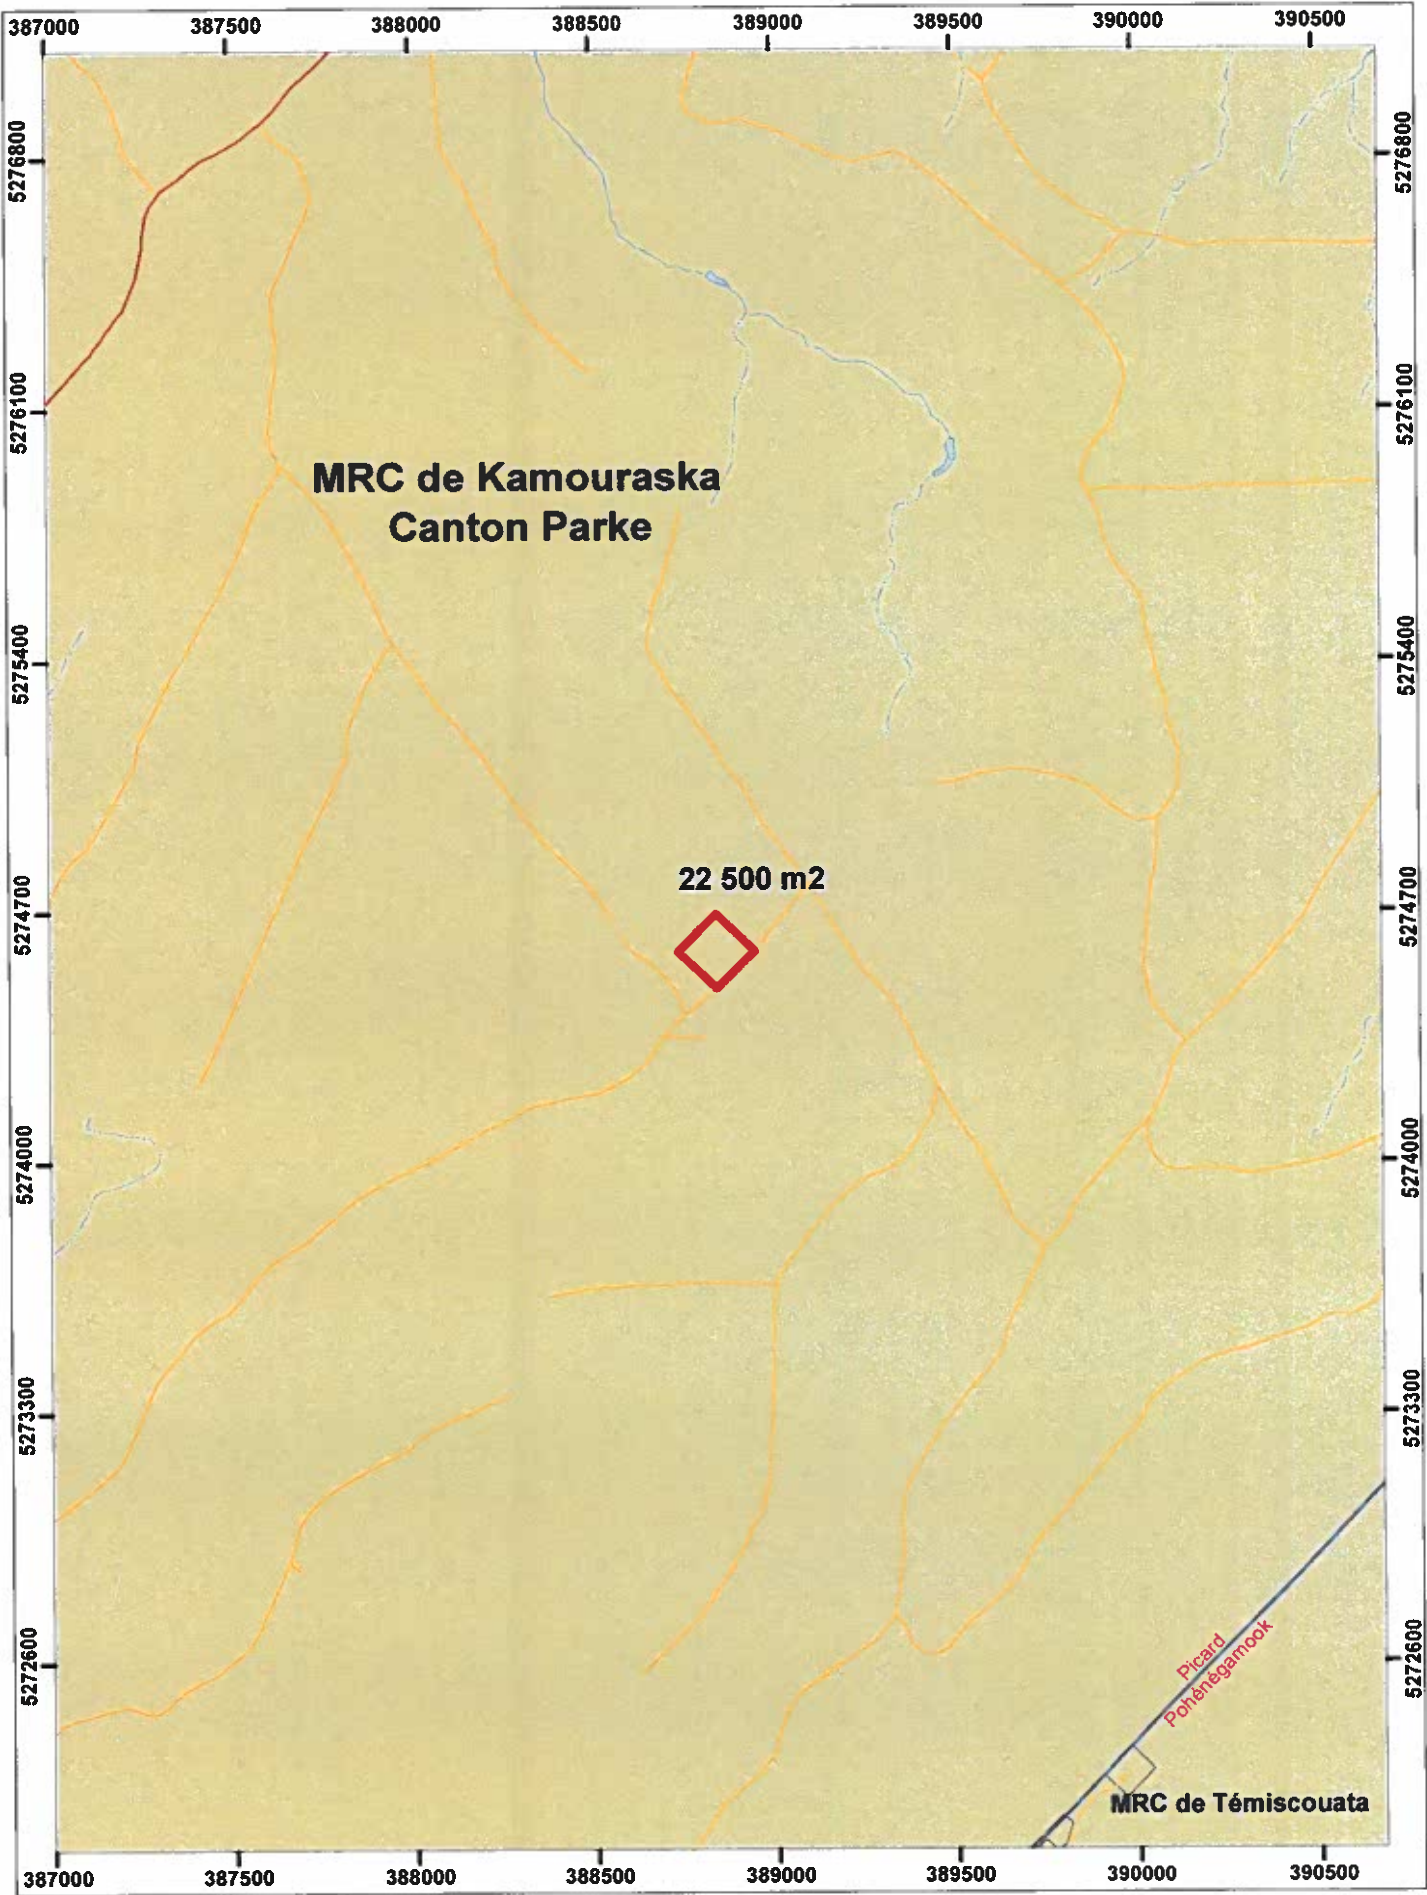 387000 387500 388000 388500 389000 389500 390000 390500
5276800 5276800
5276100 5276100
MRC de Kamouraska
Canton Parke
5275400 5275400
22 500 m2
5274700 5274700
5274000 5274000
5273300 5273300
5272600 5272600
Picard
Pohénégamook
MRC de Témiscouata
387000 387500 388000 388500 389000 389500 390000 390500